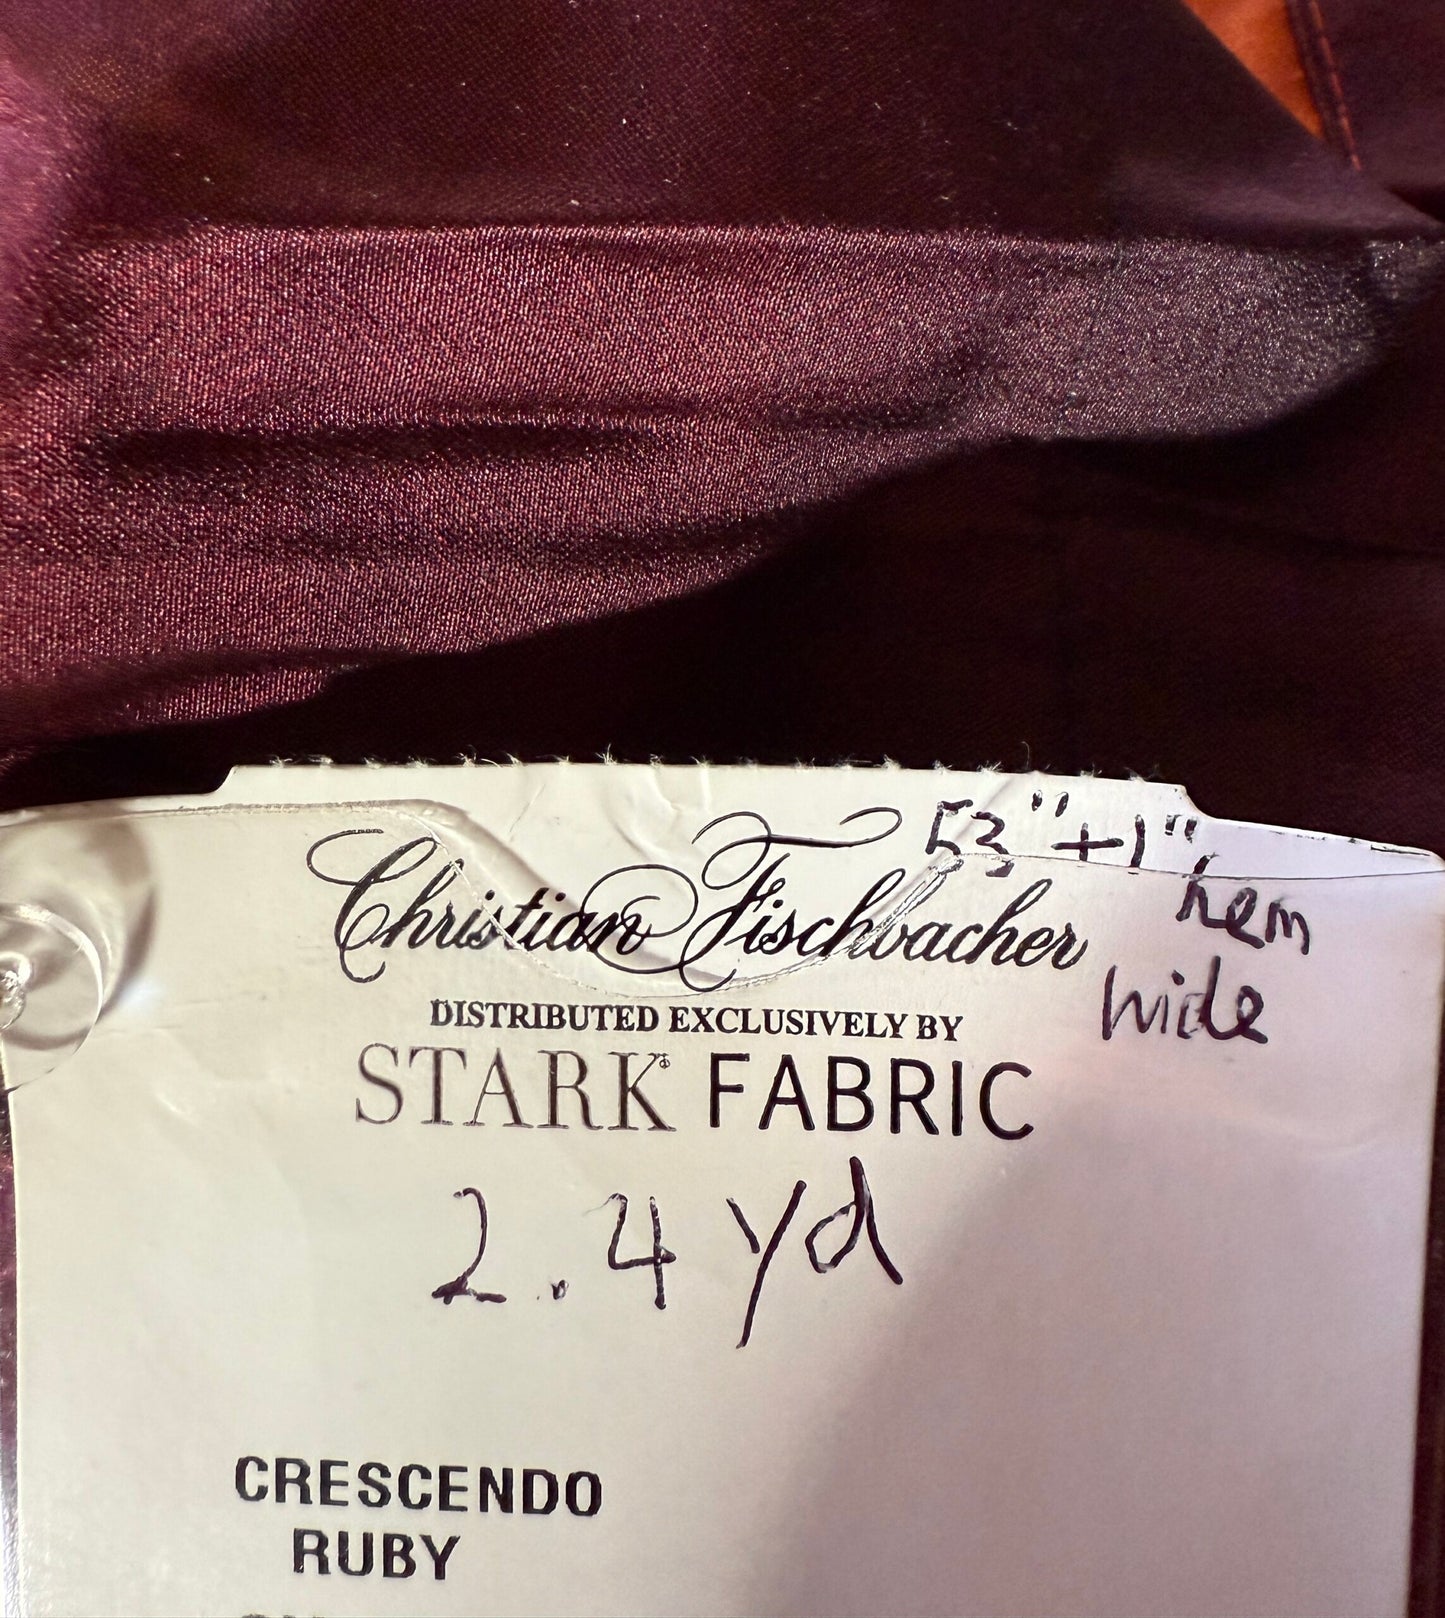 53" + 1"
hem
wide
Christian Fischbacher
DISTRIBUTED EXCLUSIVELY BY
STARK FABRIC
2.4 yd
CRESCENDO
RUBY